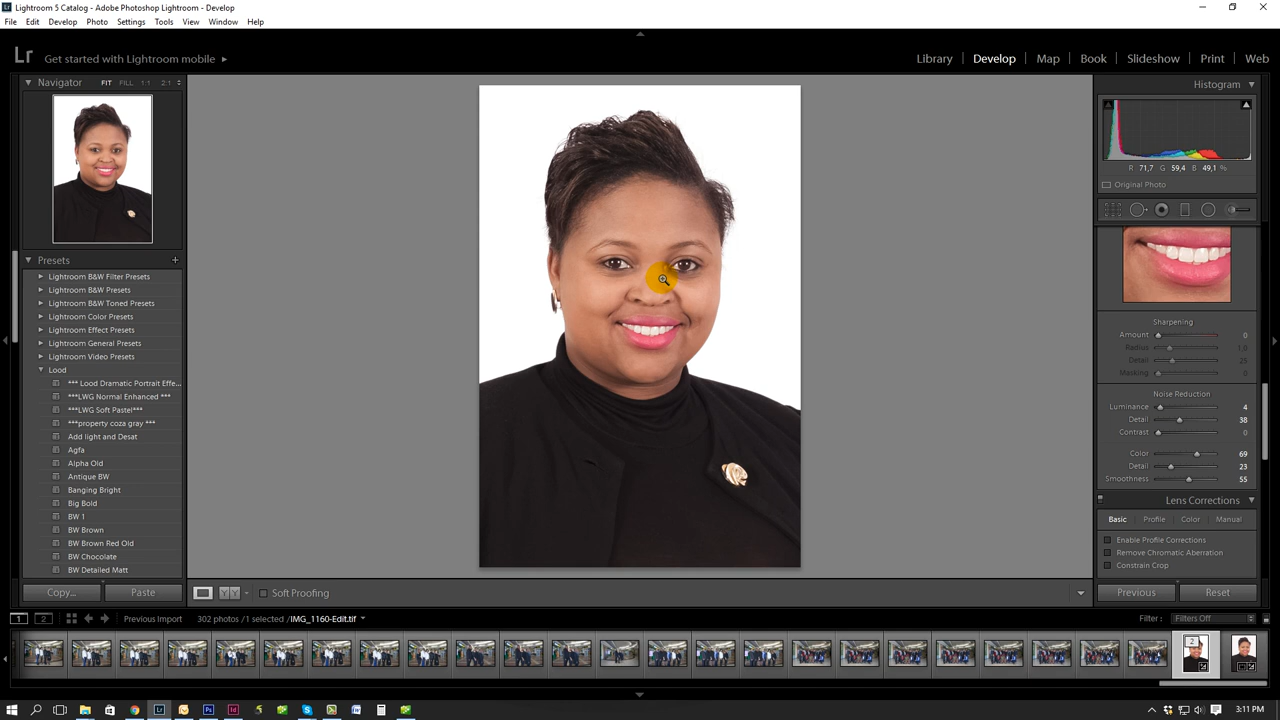 Lightroom 5 Catalog - Adobe Photoshop Lightroom - Develop
File Edit Develop Photo Settings Tools View Window Help
Lr Get started with Lightroom mobile
Library Develop Map Book Slideshow Print Web
Navigator FIT FILL 1:1 2:1
Histogram
R 71,7 G 59,4 B 49,1 %
Original Photo
Presets +
Lightroom B&W Filter Presets
Lightroom B&W Presets
Lightroom B&W Toned Presets
Lightroom Color Presets
Lightroom Effect Presets
Lightroom General Presets
Lightroom Video Presets
Lood
*** Lood Dramatic Portrait Effe...
***LWG Normal Enhanced ***
***LWG Soft Pastel***
***property coza gray ***
Add light and Desat
Agfa
Alpha Old
Antique BW
Banging Bright
Big Bold
BW 1
BW Brown
BW Brown Red Old
BW Chocolate
BW Detailed Matt
Sharpening
Amount 0
Radius 1,0
Detail 25
Masking 0
Noise Reduction
Luminance 4
Detail 38
Contrast 0
Color 69
Detail 23
Smoothness 55
Lens Corrections
Basic Profile Color Manual
Enable Profile Corrections
Remove Chromatic Aberration
Constrain Crop
Copy... Paste
Soft Proofing
Previous Reset
1 2 Previous Import 302 photos /1 selected /IMG_1160-Edit.tif
Filter : Filters Off
2
3:11 PM